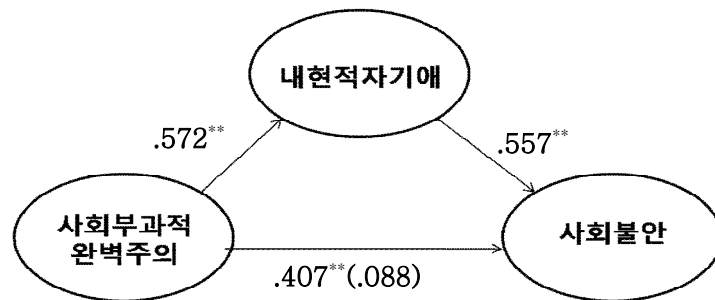 내현적자기애
.572**
.557**
사회부과적
완벽주의
사회불안
.407**(.088)